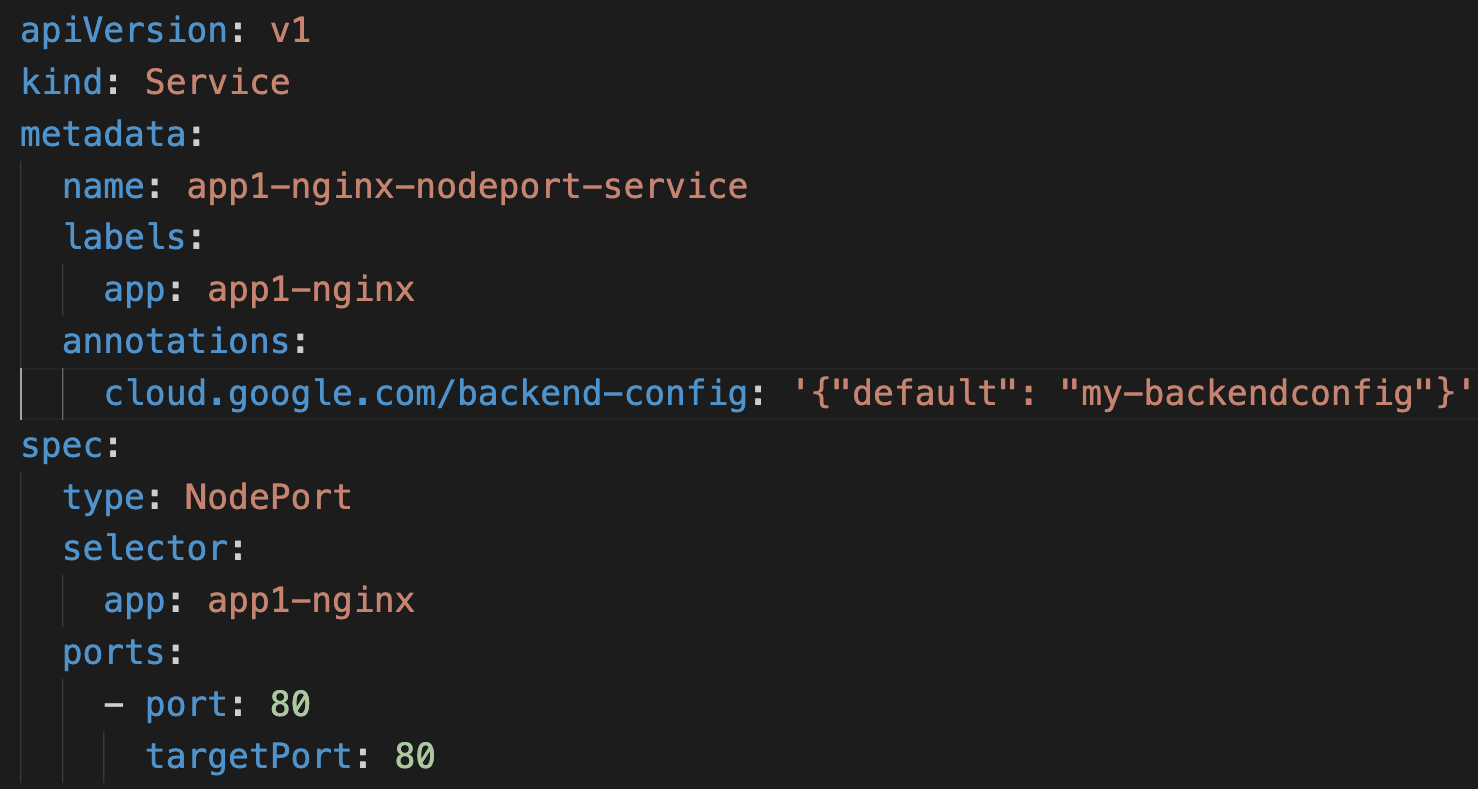 apiVersion: v1
kind: Service
metadata:
  name: app1-nginx-nodeport-service
  labels:
    app: app1-nginx
  annotations:
    cloud.google.com/backend-config: '{"default": "my-backendconfig"}'
spec:
  type: NodePort
  selector:
    app: app1-nginx
  ports:
    - port: 80
      targetPort: 80